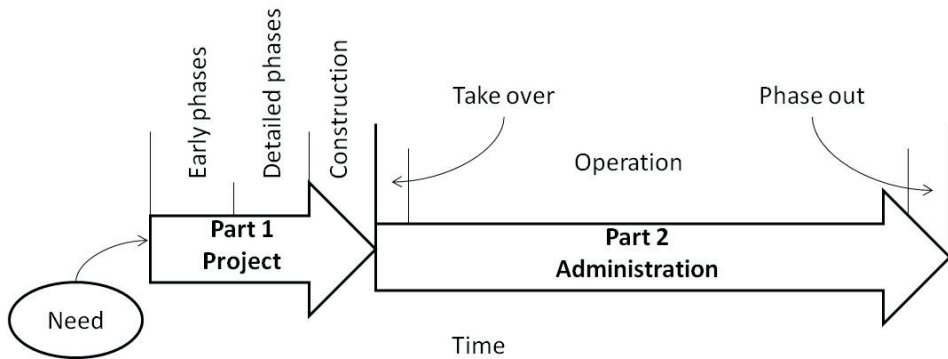 Early phases
Detailed phases
Construction
Take over
Phase out
Operation
Part 1
Project
Part 2
Administration
Need
Time